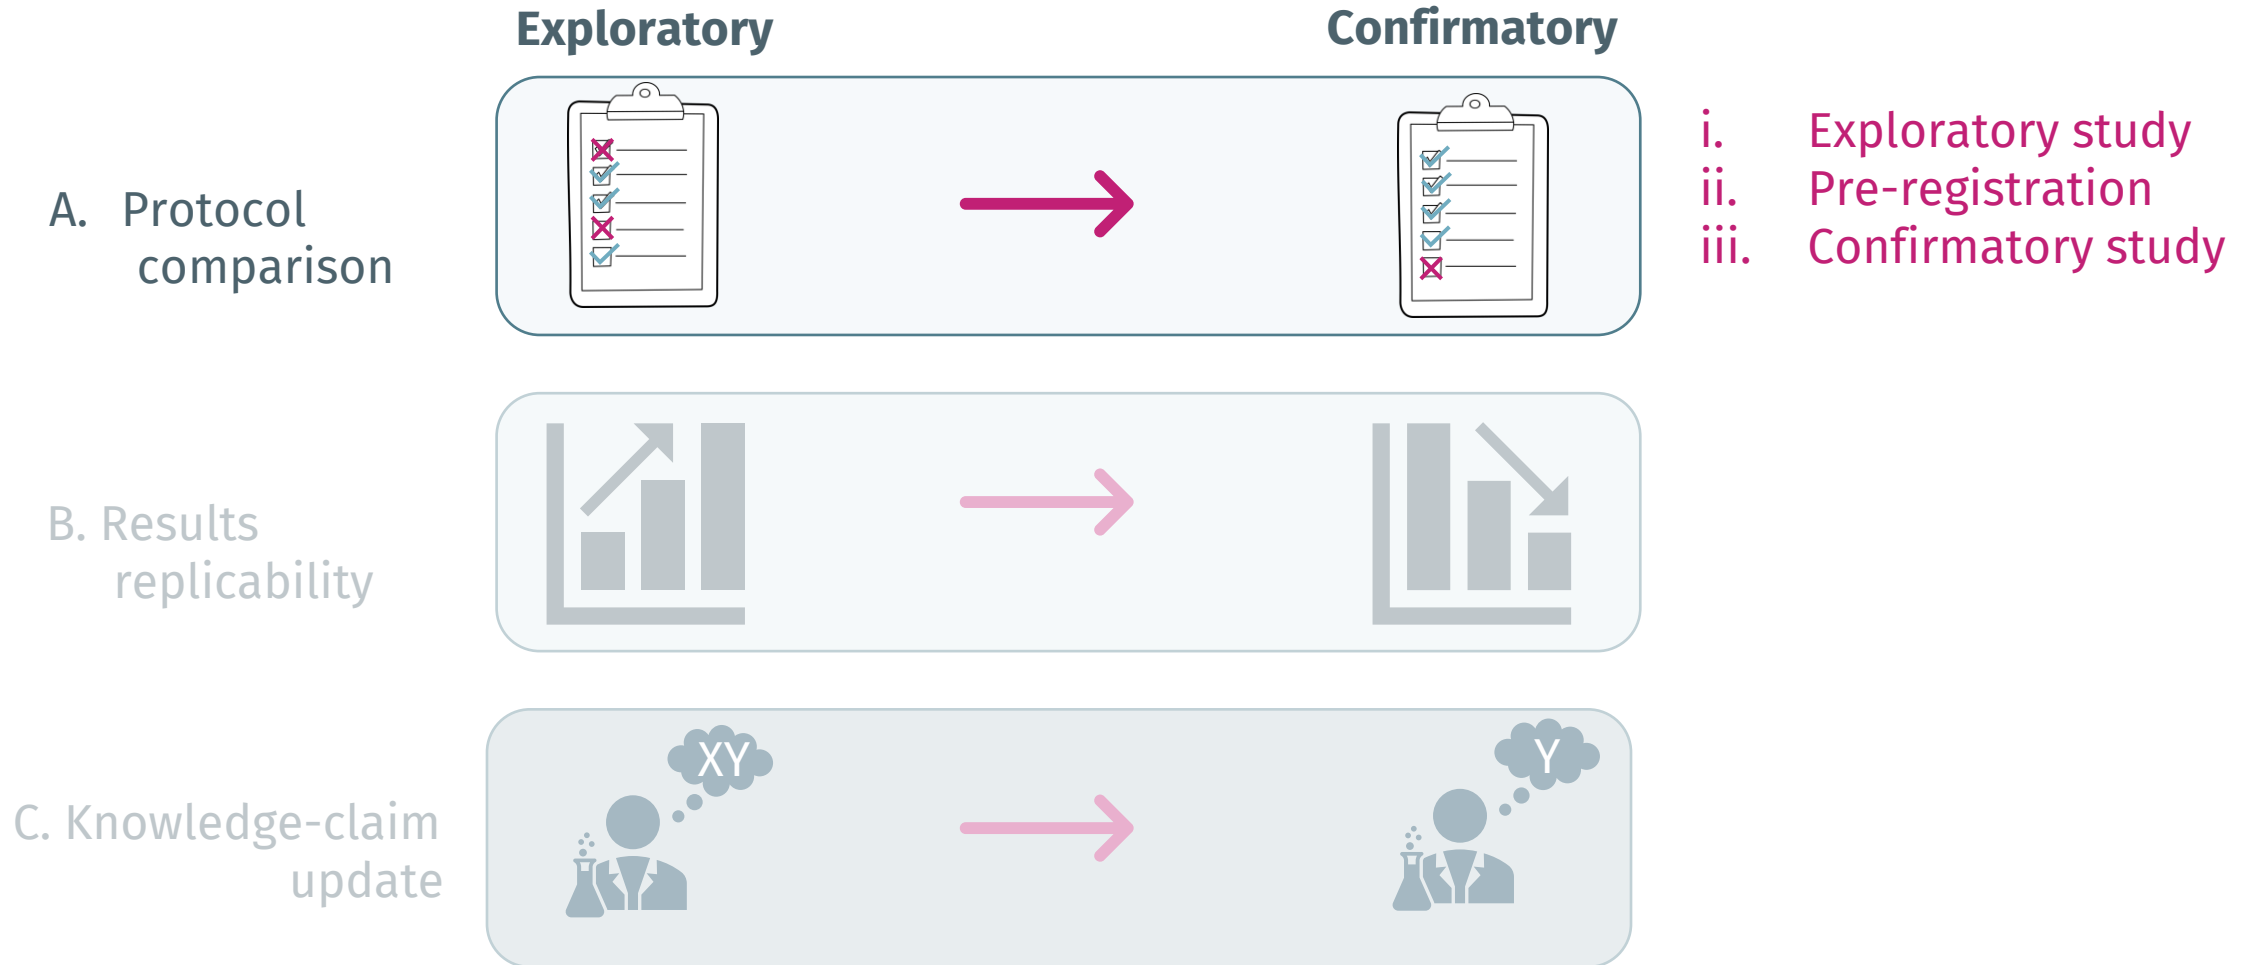 Exploratory
Confirmatory
A. Protocol
comparison
i. Exploratory study
ii. Pre-registration
iii. Confirmatory study
B. Results
replicability
XY
Y
C. Knowledge-claim
update